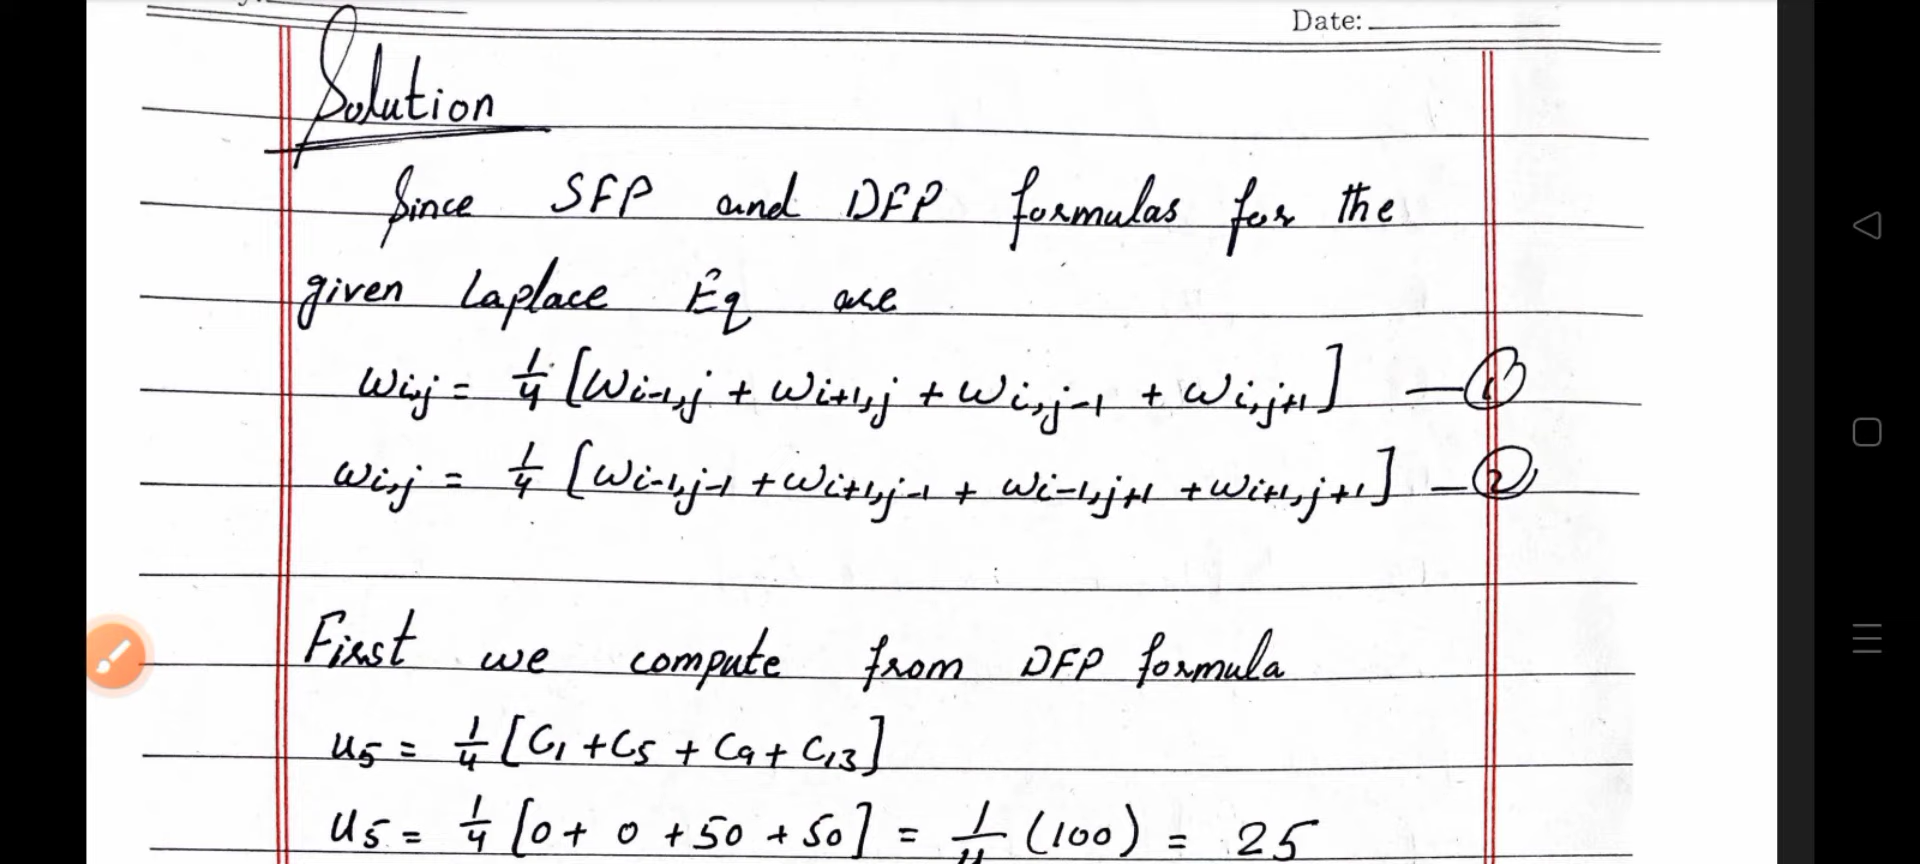 Date:
Solution
Since SFP and DFP formulas for the
given Laplace Eq are
wi,j = 1/4 [wi-1,j + wi+1,j + wi,j-1 + wi,j+1] — ①
wi,j = 1/4 [wi-1,j-1 + wi+1,j-1 + wi-1,j+1 + wi+1,j+1] — ②
First we compute from DFP formula
u5 = 1/4 [C1 + C5 + C9 + C13]
u5 = 1/4 [0 + 0 + 50 + 50] = 1/4 (100) = 25